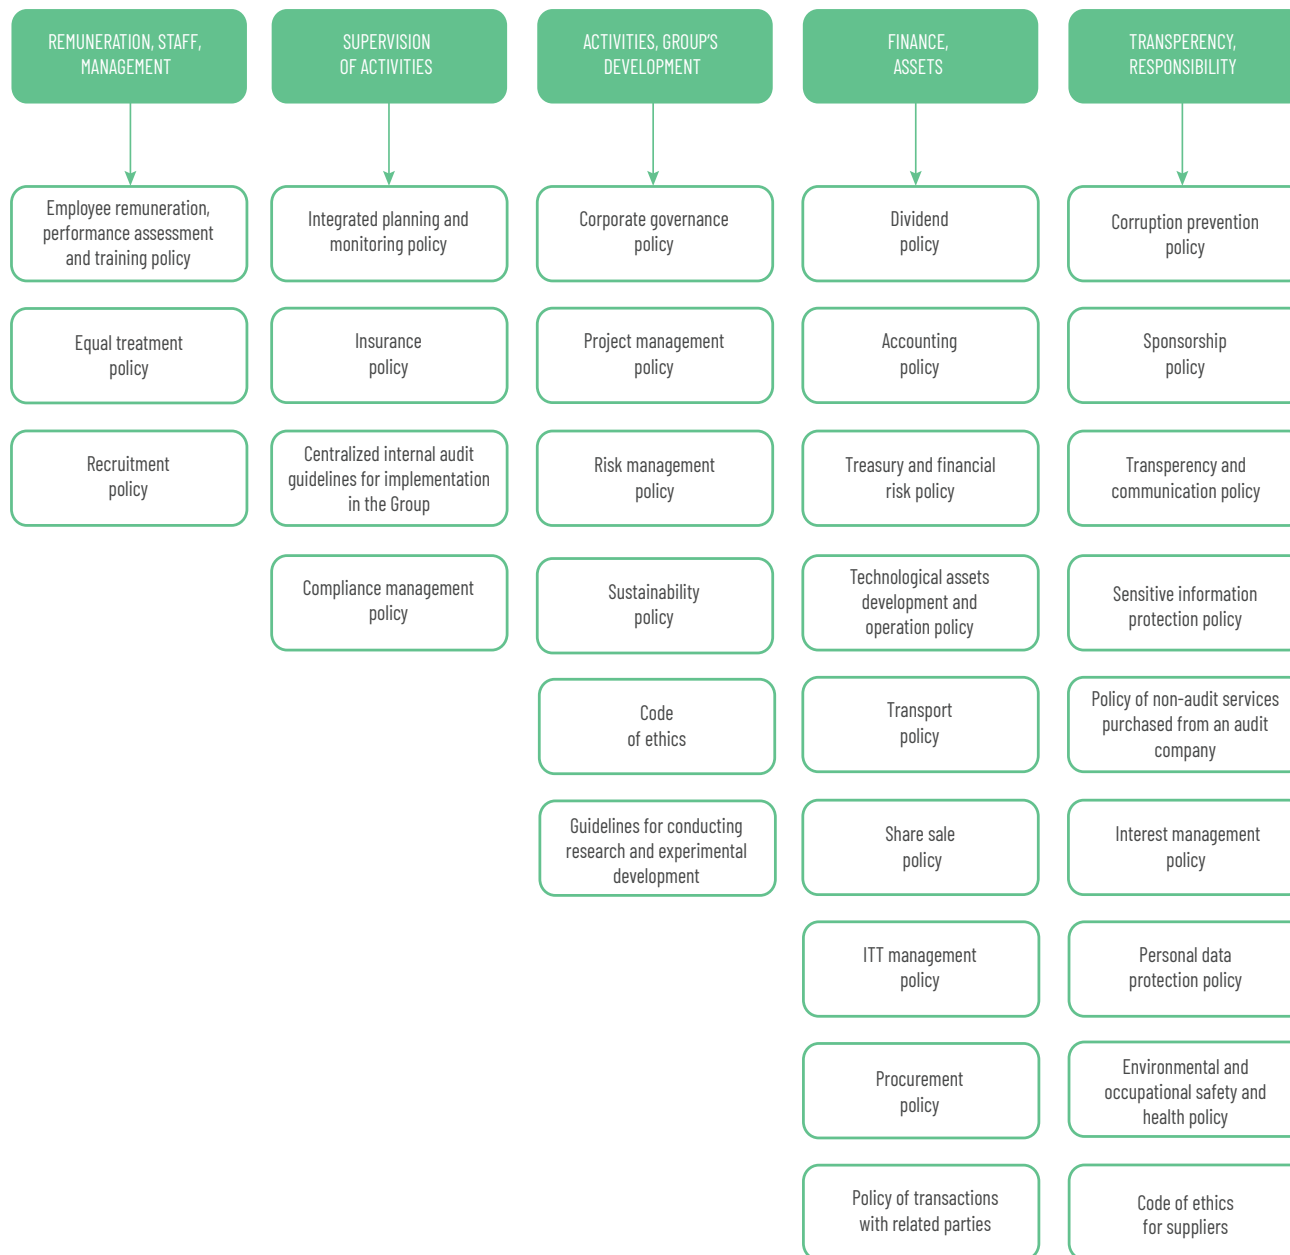 REMUNERATION, STAFF,
MANAGEMENT
SUPERVISION
OF ACTIVITIES
ACTIVITIES, GROUP'S
DEVELOPMENT
FINANCE,
ASSETS
TRANSPERENCY,
RESPONSIBILITY
Employee remuneration,
performance assessment
and training policy
Integrated planning and
monitoring policy
Corporate governance
policy
Dividend
policy
Corruption prevention
policy
Equal treatment
policy
Insurance
policy
Project management
policy
Accounting
policy
Sponsorship
policy
Recruitment
policy
Centralized internal audit
guidelines for implementation
in the Group
Risk management
policy
Treasury and financial
risk policy
Transperency and
communication policy
Compliance management
policy
Sustainability
policy
Technological assets
development and
operation policy
Sensitive information
protection policy
Code
of ethics
Transport
policy
Policy of non-audit services
purchased from an audit
company
Guidelines for conducting
research and experimental
development
Share sale
policy
Interest management
policy
ITT management
policy
Personal data
protection policy
Procurement
policy
Environmental and
occupational safety and
health policy
Policy of transactions
with related parties
Code of ethics
for suppliers